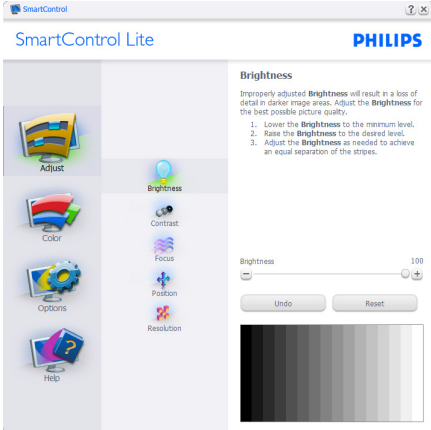 SmartControl
SmartControl Lite
PHILIPS
Adjust
Color
Options
Help
Brightness
Contrast
Focus
Position
Resolution
Brightness
Improperly adjusted Brightness will result in a loss of
detail in darker image areas. Adjust the Brightness for
the best possible picture quality.
1. Lower the Brightness to the minimum level.
2. Raise the Brightness to the desired level.
3. Adjust the Brightness as needed to achieve
an equal separation of the stripes.
Brightness 100
Undo Reset